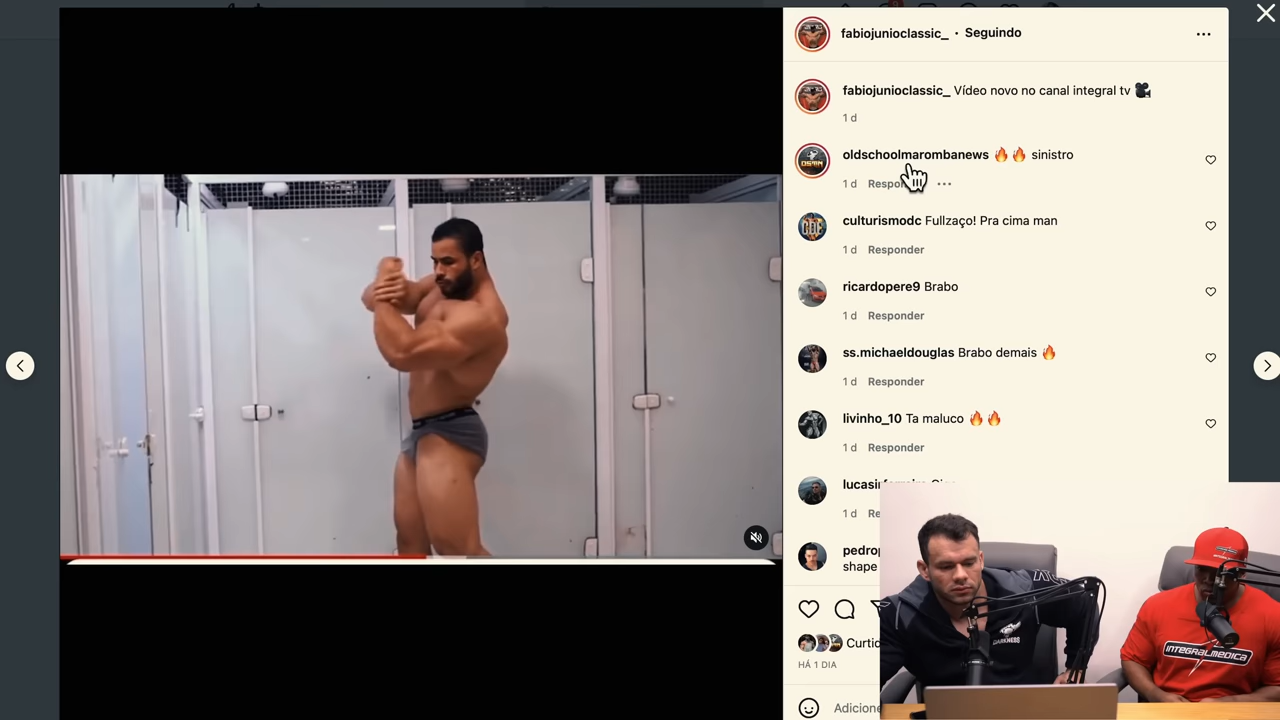 fabiojunioclassic_ • Seguindo
fabiojunioclassic_ Vídeo novo no canal integral tv 🎥
1 d
oldschoolmarombanews 🔥🔥 sinistro
1 d
culturismodc Fullzaço! Pra cima man
1 d Responder
ricardopere9 Brabo
1 d Responder
ss.michaeldouglas Brabo demais 🔥
1 d Responder
livinho_10 Ta maluco 🔥🔥
1 d Responder
1 d
shape
HÁ 1 DIA
DARKNESS
INTEGRALMEDICA